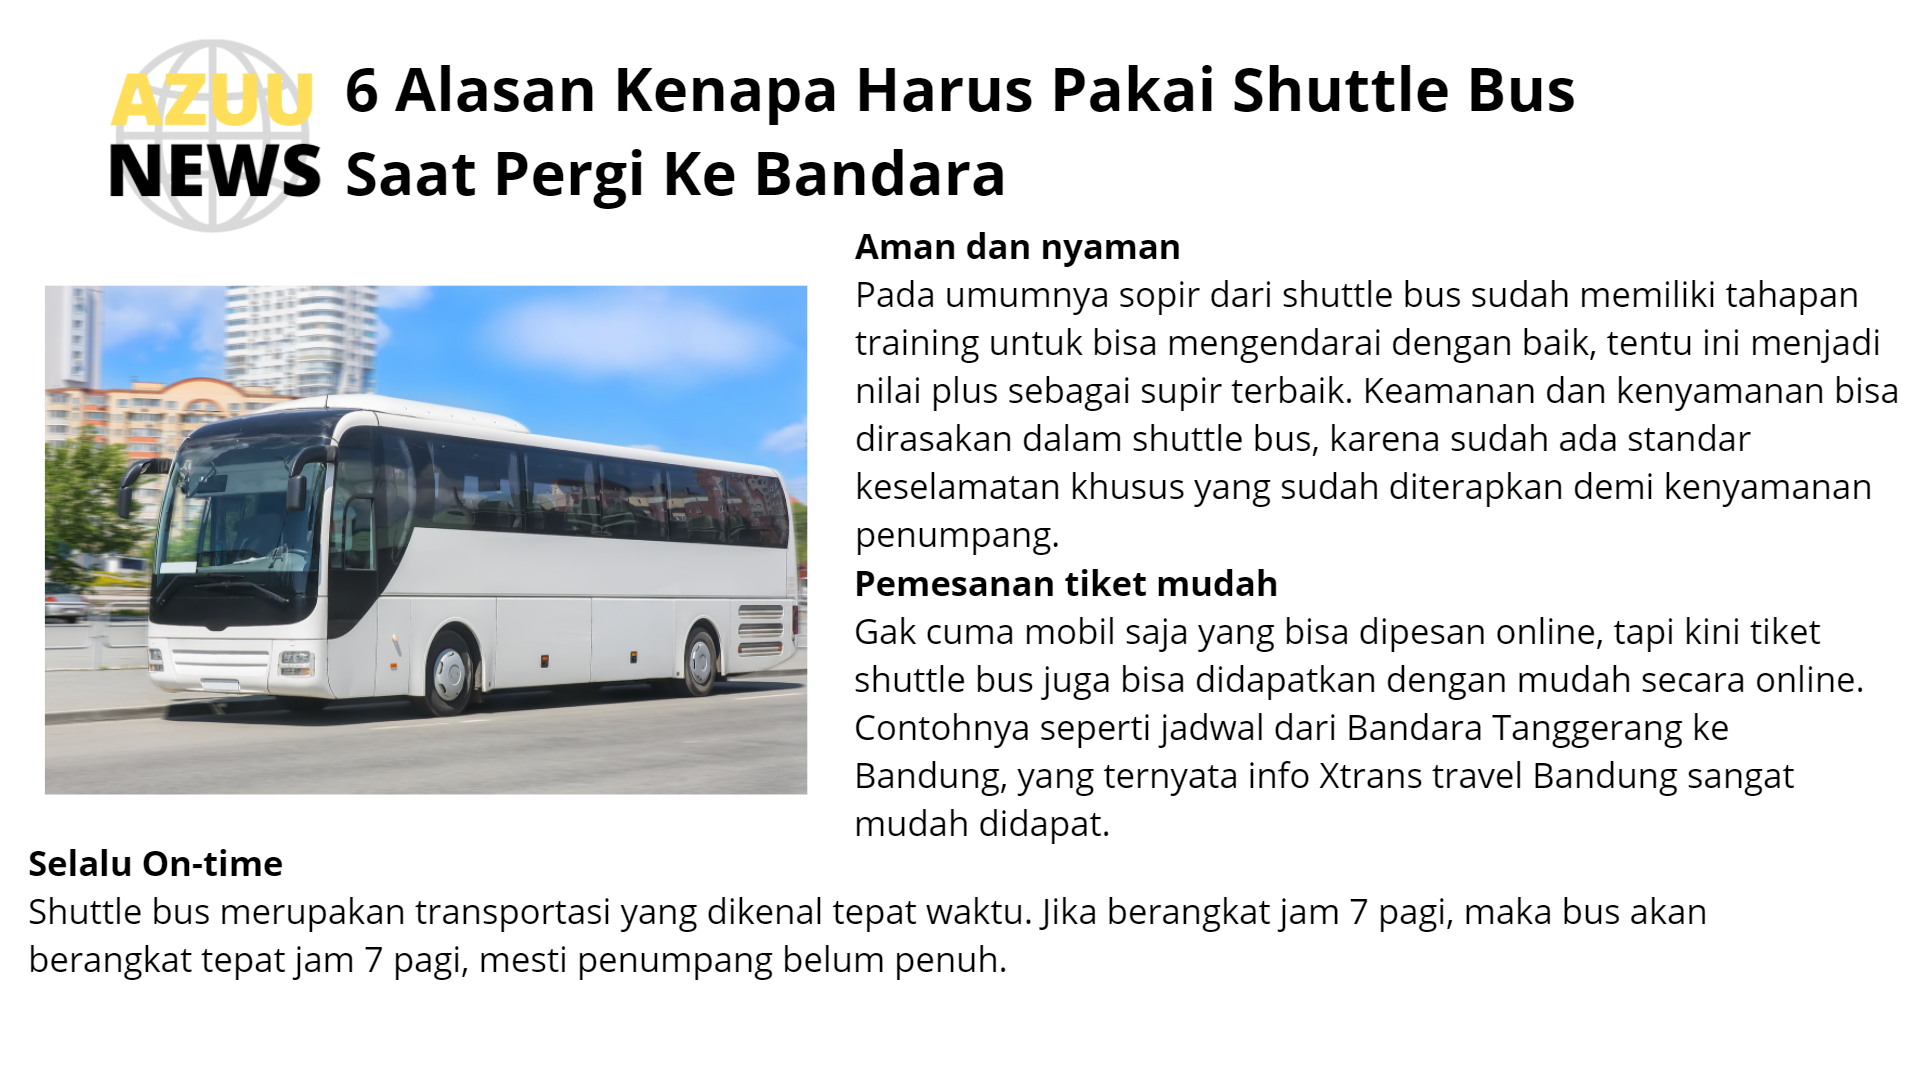 AZUU
NEWS
6 Alasan Kenapa Harus Pakai Shuttle Bus
Saat Pergi Ke Bandara
Aman dan nyaman
Pada umumnya sopir dari shuttle bus sudah memiliki tahapan
training untuk bisa mengendarai dengan baik, tentu ini menjadi
nilai plus sebagai supir terbaik. Keamanan dan kenyamanan bisa
dirasakan dalam shuttle bus, karena sudah ada standar
keselamatan khusus yang sudah diterapkan demi kenyamanan
penumpang.
Pemesanan tiket mudah
Gak cuma mobil saja yang bisa dipesan online, tapi kini tiket
shuttle bus juga bisa didapatkan dengan mudah secara online.
Contohnya seperti jadwal dari Bandara Tanggerang ke
Bandung, yang ternyata info Xtrans travel Bandung sangat
mudah didapat.
Selalu On-time
Shuttle bus merupakan transportasi yang dikenal tepat waktu. Jika berangkat jam 7 pagi, maka bus akan
berangkat tepat jam 7 pagi, mesti penumpang belum penuh.